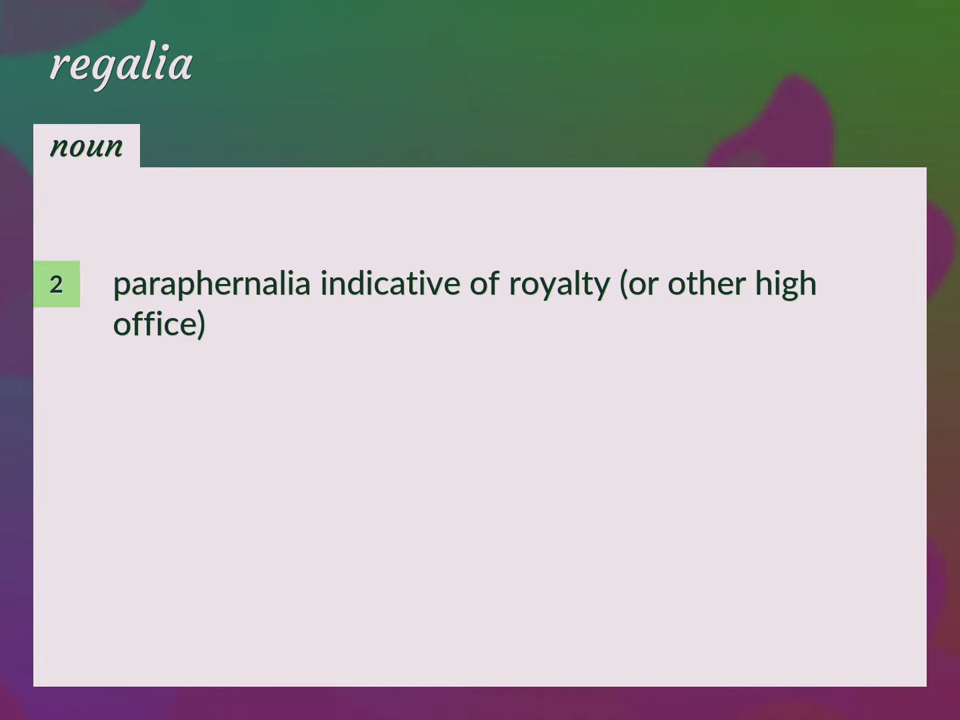 regalia
noun
2
paraphernalia indicative of royalty (or other high
office)